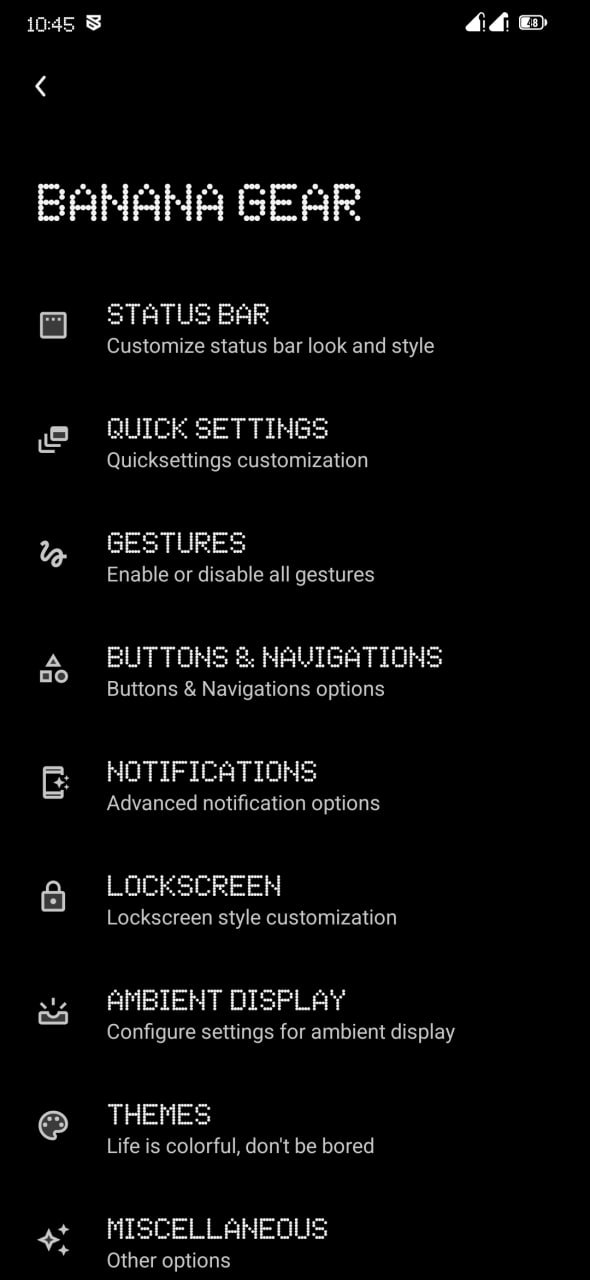 10:45
48
BANANA GEAR
STATUS BAR
Customize status bar look and style
QUICK SETTINGS
Quicksettings customization
GESTURES
Enable or disable all gestures
BUTTONS & NAVIGATIONS
Buttons & Navigations options
NOTIFICATIONS
Advanced notification options
LOCKSCREEN
Lockscreen style customization
AMBIENT DISPLAY
Configure settings for ambient display
THEMES
Life is colorful, don't be bored
MISCELLANEOUS
Other options